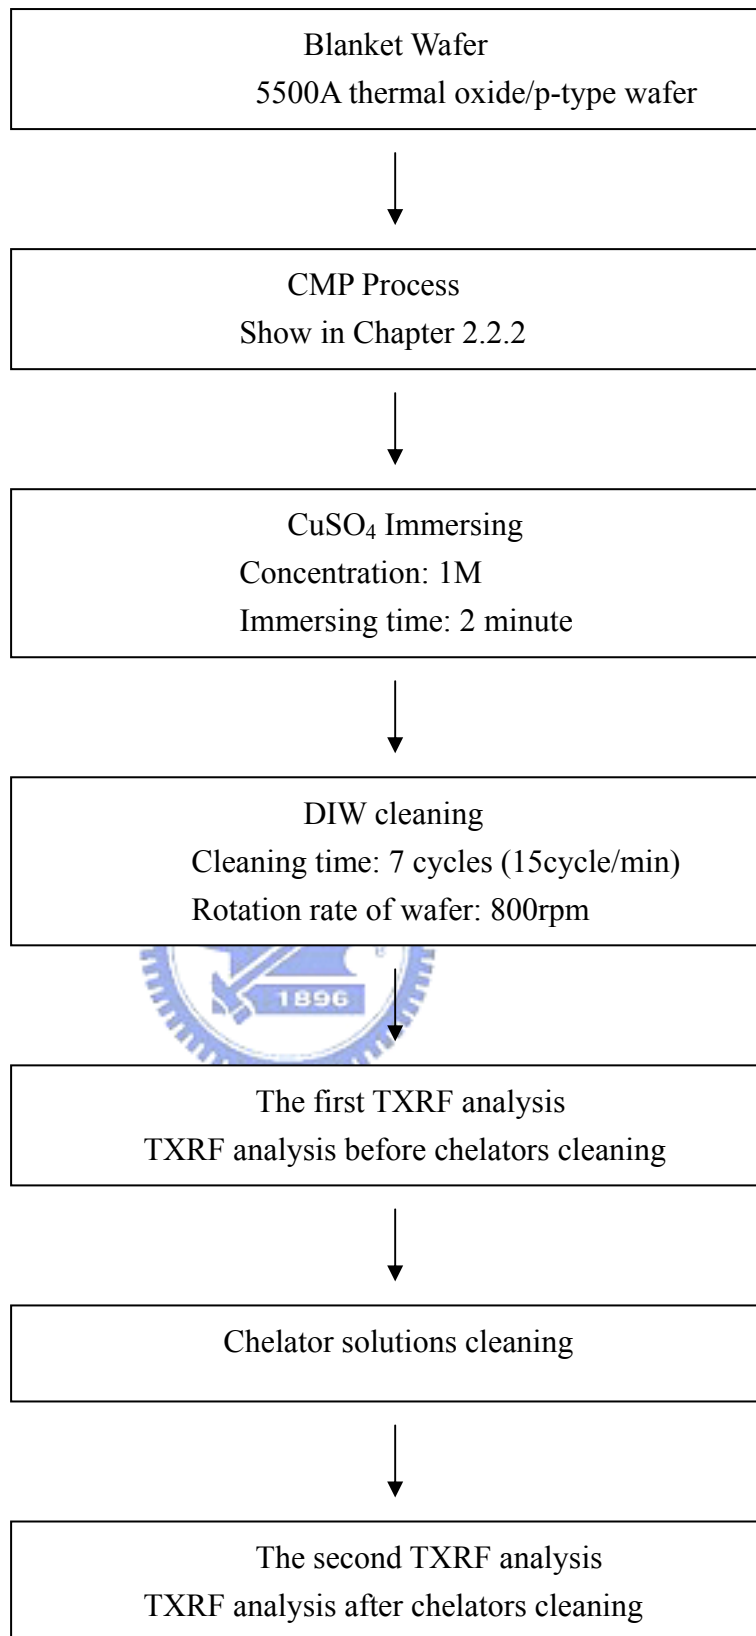 Blanket Wafer
5500A thermal oxide/p-type wafer
CMP Process
Show in Chapter 2.2.2
CuSO₄ Immersing
Concentration: 1M
Immersing time: 2 minute
DIW cleaning
Cleaning time: 7 cycles (15cycle/min)
Rotation rate of wafer: 800rpm
1896
The first TXRF analysis
TXRF analysis before chelators cleaning
Chelator solutions cleaning
The second TXRF analysis
TXRF analysis after chelators cleaning